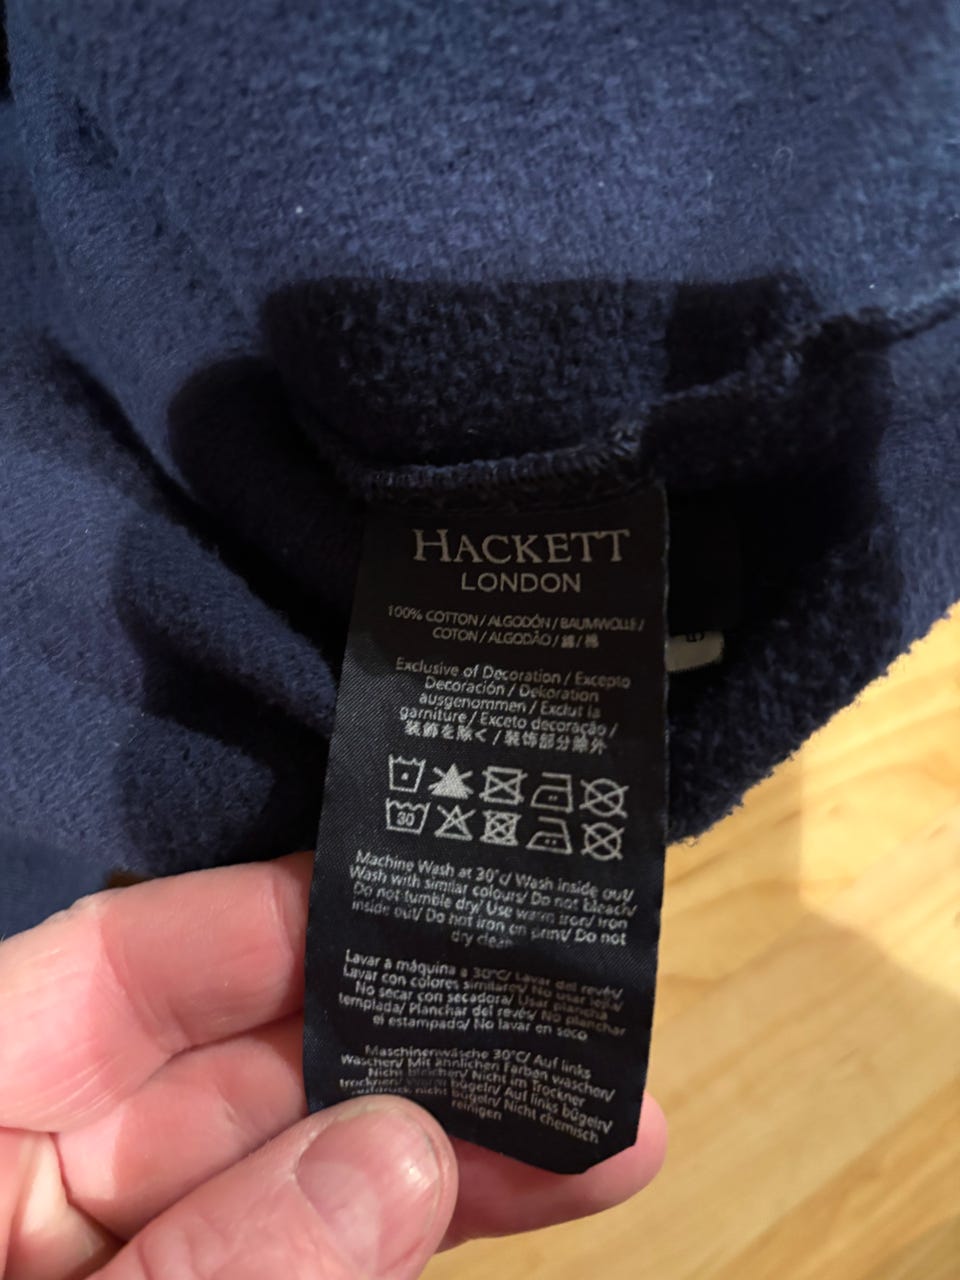 HACKETT
LONDON
100% COTTON / ALGODÓN / BAUMWOLLE /
COTON / ALGODÃO / 綿 / 棉
Exclusive of Decoration / Excepto
Decoración / Dekoration
ausgenommen / Exclut la
garniture / Exceto decoração /
装飾を除く / 装饰部分除外
30
Machine Wash at 30°c/ Wash inside out/
Wash with similar colours/ Do not bleach/
Do not tumble dry/ Use warm iron/ Iron
inside out/ Do not iron on print/ Do not
dry clean
Lavar a máquina a 30°C/ Lavar del revés/
Lavar con colores similares/ No usar lejía/
No secar con secadora/ Usar plancha
templada/ Planchar del revés/ No planchar
el estampado/ No lavar en seco
Maschinenwäsche 30°C/ Auf links
waschen/ Mit ähnlichen Farben waschen/
Nicht bleichen/ Nicht im Trockner
trocknen/ Warm bügeln/ Auf links bügeln/
nicht bügeln/ Nicht chemisch
reinigen